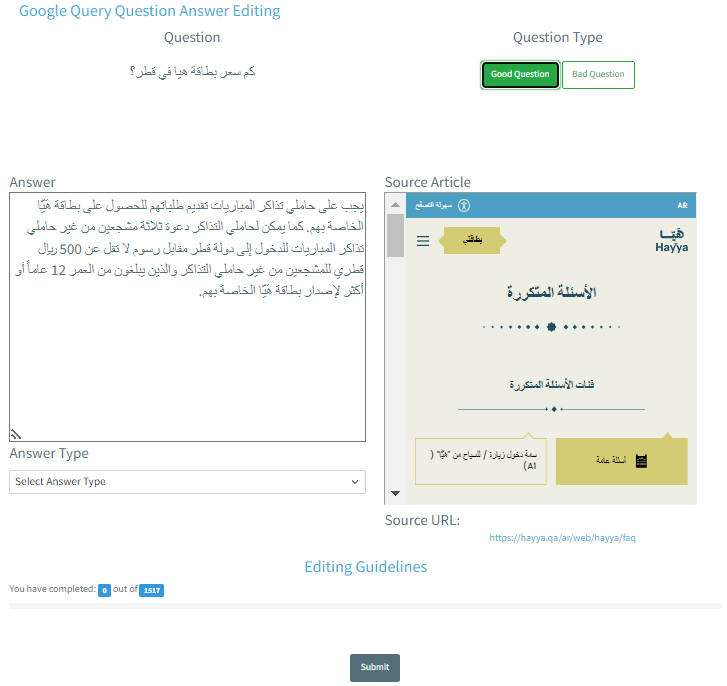 Google Query Question Answer Editing
Question
Question Type
كم سعر بطاقة هيا في قطر؟
Good Question
Bad Question
Answer
يجب على حاملي تذاكر المباريات تقديم طلباتهم للحصول على بطاقة هَيّا
الخاصة بهم. كما يمكن لحاملي التذاكر دعوة ثلاثة مشجعين من غير حاملي
تذاكر المباريات للدخول إلى دولة قطر مقابل رسوم لا تقل عن 500 ريال
قطري للمشجعين من غير حاملي التذاكر والذين يبلغون من العمر 12 عاماً أو
أكثر لإصدار بطاقة هَيّا الخاصة بهم.
Source Article
AR
سهولة التصفّح
هَيّا
Hayya
بطاقتي
الأسئلة المتكررة
فئات الأسئلة المتكررة
أسئلة عامة
سمة دخول زيارة / للسياح من "هَيّا" (
A1)
Answer Type
Select Answer Type
Source URL:
https://hayya.qa/ar/web/hayya/faq
Editing Guidelines
You have completed: 0 out of 1517
Submit